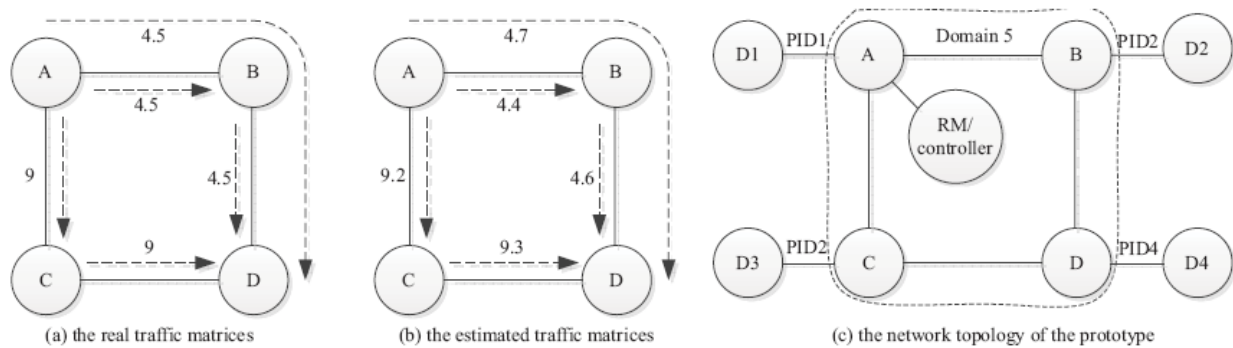 4.5
A
B
4.5
9
4.5
9
C
D
(a) the real traffic matrices
4.7
A
B
4.4
9.2
4.6
9.3
C
D
(b) the estimated traffic matrices
D1
PID1
A
Domain 5
B
PID2
D2
RM/
controller
D3
PID2
C
D
PID4
D4
(c) the network topology of the prototype